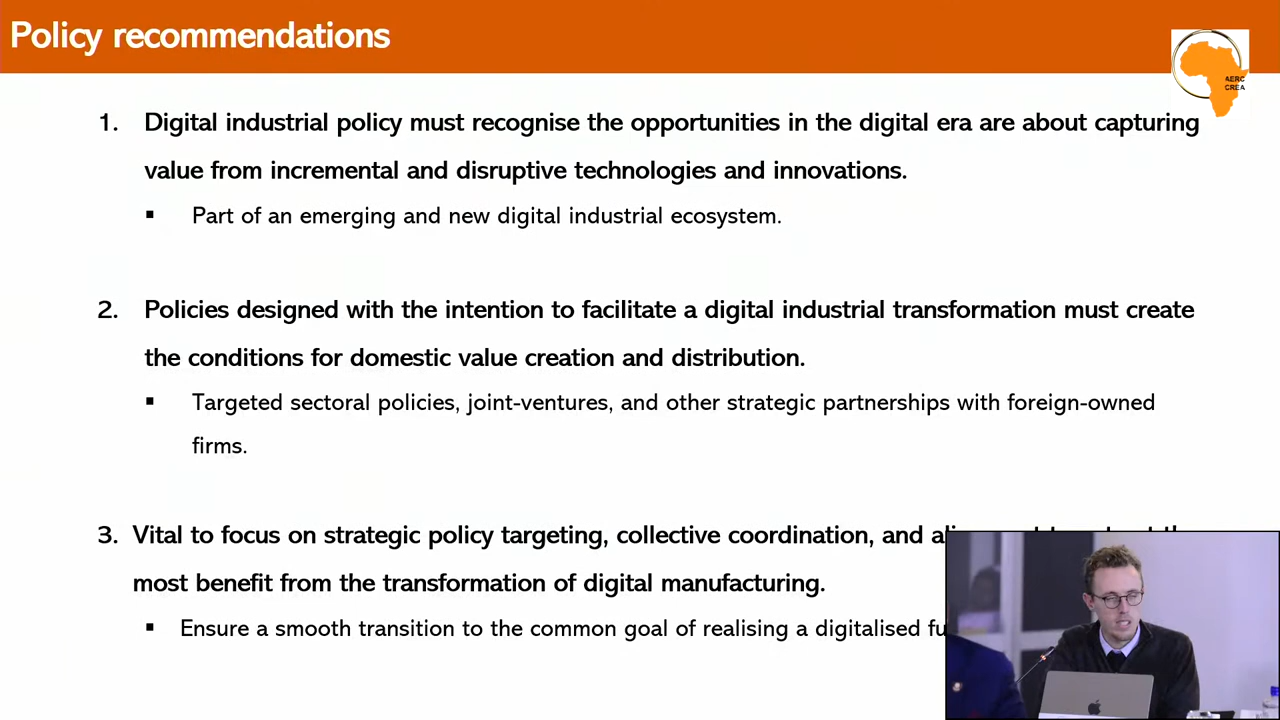 Policy recommendations
AERC
CREA
1. Digital industrial policy must recognise the opportunities in the digital era are about capturing
value from incremental and disruptive technologies and innovations.
▪ Part of an emerging and new digital industrial ecosystem.
2. Policies designed with the intention to facilitate a digital industrial transformation must create
the conditions for domestic value creation and distribution.
▪ Targeted sectoral policies, joint-ventures, and other strategic partnerships with foreign-owned
firms.
3. Vital to focus on strategic policy targeting, collective coordination, and
most benefit from the transformation of digital manufacturing.
▪ Ensure a smooth transition to the common goal of realising a digitalised